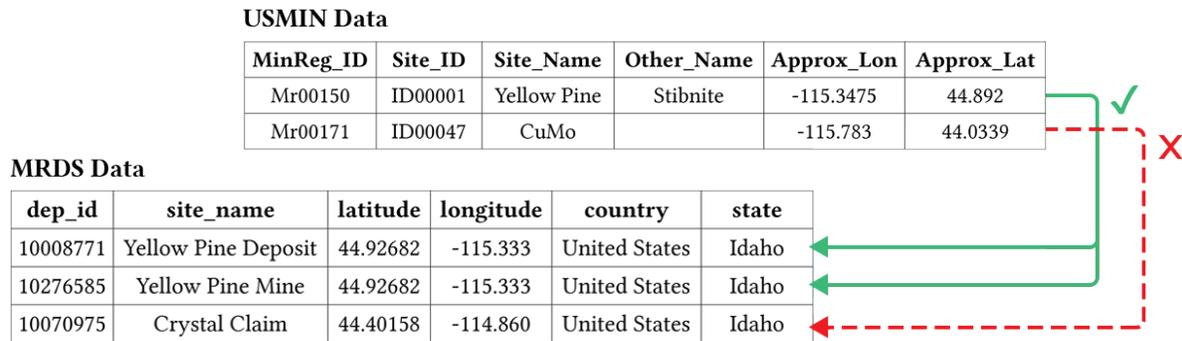 USMIN Data
MinReg_ID Site_ID Site_Name Other_Name Approx_Lon Approx_Lat
Mr00150 ID00001 Yellow Pine Stibnite -115.3475 44.892
Mr00171 ID00047 CuMo -115.783 44.0339
MRDS Data
dep_id site_name latitude longitude country state
10008771 Yellow Pine Deposit 44.92682 -115.333 United States Idaho
10276585 Yellow Pine Mine 44.92682 -115.333 United States Idaho
10070975 Crystal Claim 44.40158 -114.860 United States Idaho